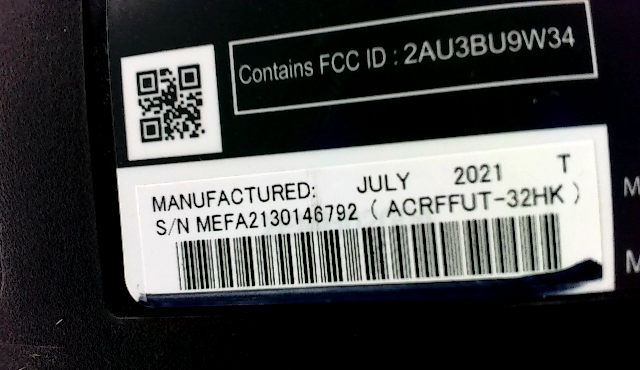 Contains FCC ID : 2AU3BU9W34
MANUFACTURED: JULY 2021 T
S/N MEFA2130146792 ( ACRFFUT-32HK )
M
M